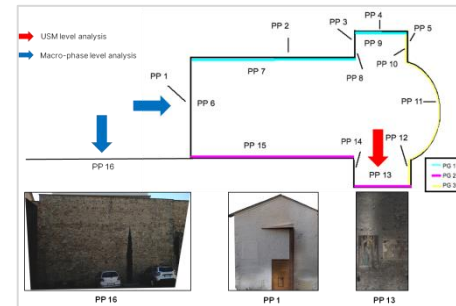 USM level analysis
Macro-phase level analysis
PP 4
PP 3
PP 5
PP 2
PP 9
PP 10
PP 8
PP 7
PP 1
PP 6
PP 11
PP 15
PP 14
PP 12
PP 13
PP 16
PG 1
PG 2
PG 3
PP 16
PP 1
PP 13